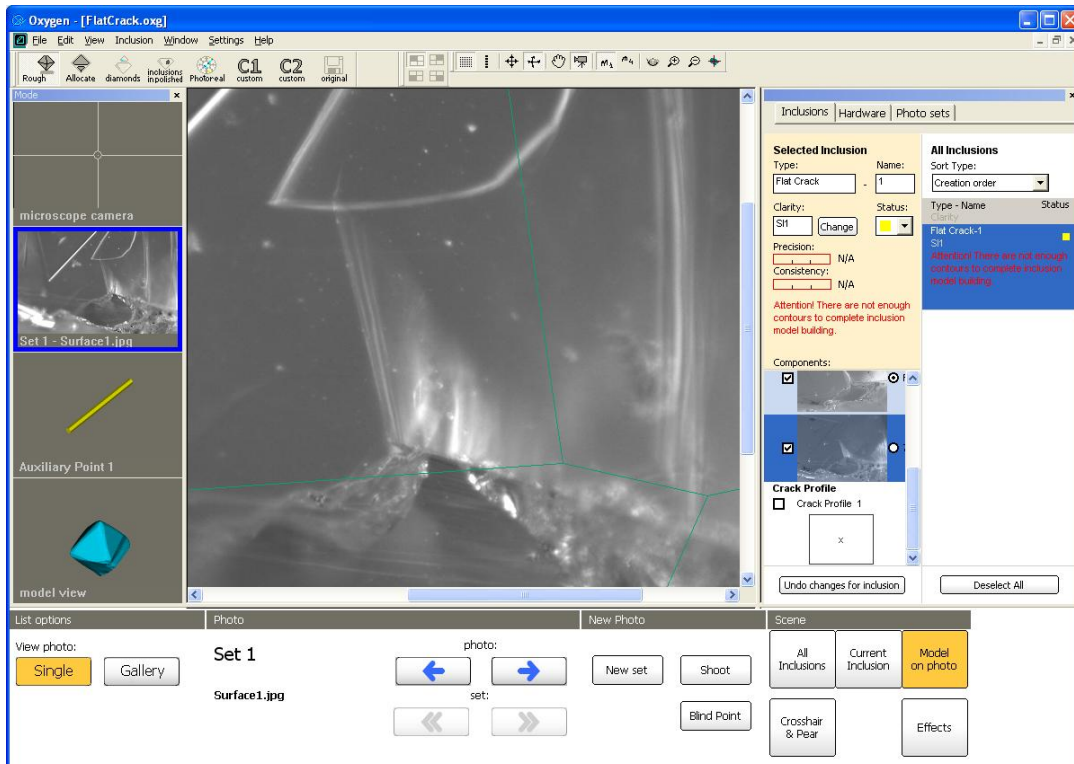 Oxygen - [FlatCrack.oxg]
File Edit View Inclusion Window Settings Help
Rough
Allocate
diamonds
inclusions inpolished
Photoreal
C1 custom
C2 custom
original
Mode
microscope camera
Set 1 - Surface1.jpg
Auxiliary Point 1
model view
Inclusions Hardware Photo sets
Selected Inclusion
Type: Name:
Flat Crack - 1
Clarity: Status:
SI1 Change
Precision:
N/A
Consistency:
N/A
Attention! There are not enough
contours to complete inclusion
model building.
Components:
Crack Profile
Crack Profile 1
x
Undo changes for inclusion
All Inclusions
Sort Type:
Creation order
Type - Name Status
Clarity
Flat Crack-1
SI1
Attention! There are not enough
contours to complete inclusion
model building.
Deselect All
List options
View photo:
Single Gallery
Photo
Set 1
Surface1.jpg
photo:
set:
New Photo
New set Shoot
Blind Point
Scene
All Inclusions
Current Inclusion
Model on photo
Crosshair & Pear
Effects